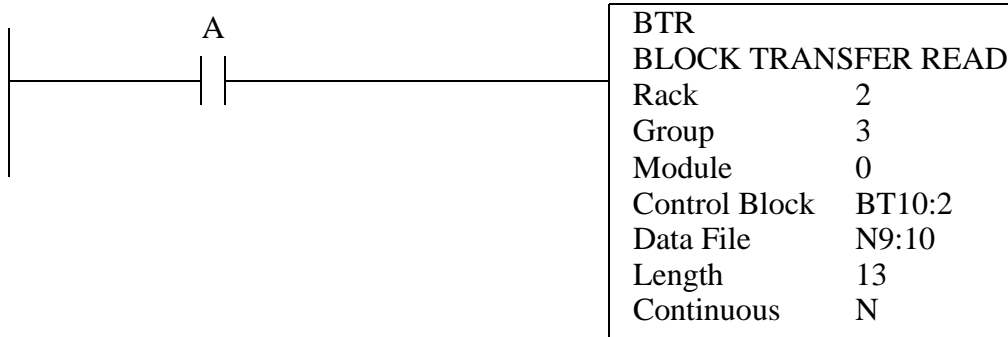 A
BTR
BLOCK TRANSFER READ
Rack 2
Group 3
Module 0
Control Block BT10:2
Data File N9:10
Length 13
Continuous N